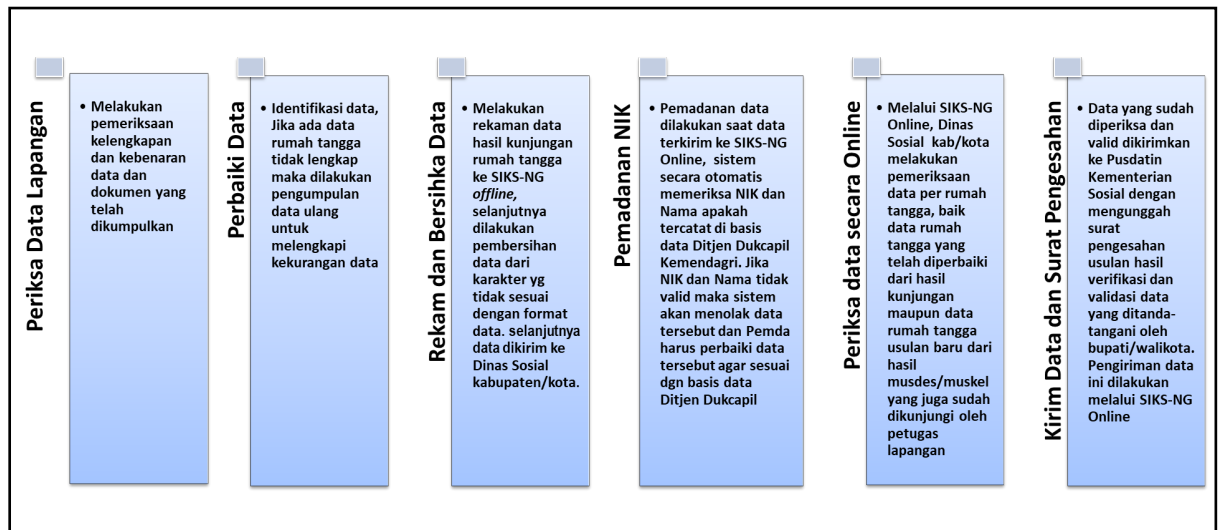 Periksa Data Lapangan
• Melakukan
pemeriksaan
kelengkapan
dan kebenaran
data dan
dokumen yang
telah
dikumpulkan
Perbaiki Data
• Identifikasi data,
Jika ada data
rumah tangga
tidak lengkap
maka dilakukan
pengumpulan
data ulang
untuk
melengkapi
kekurangan data
Rekam dan Bersihka Data
• Melakukan
rekaman data
hasil kunjungan
rumah tangga
ke SIKS-NG
offline,
selanjutnya
dilakukan
pembersihan
data dari
karakter yg
tidak sesuai
dengan format
data. selanjutnya
data dikirim ke
Dinas Sosial
kabupaten/kota.
Pemadanan NIK
• Pemadanan data
dilakukan saat data
terkirim ke SIKS-NG
Online, sistem
secara otomatis
memeriksa NIK dan
Nama apakah
tercatat di basis
data Ditjen Dukcapil
Kemendagri. Jika
NIK dan Nama tidak
valid maka sistem
akan menolak data
tersebut dan Pemda
harus perbaiki data
tersebut agar sesuai
dgn basis data
Ditjen Dukcapil
Periksa data secara Online
• Melalui SIKS-NG
Online, Dinas
Sosial kab/kota
melakukan
pemeriksaan
data per rumah
tangga, baik
data rumah
tangga yang
telah diperbaiki
dari hasil
kunjungan
maupun data
rumah tangga
usulan baru dari
hasil
musdes/muskel
yang juga sudah
dikunjungi oleh
petugas
lapangan
Kirim Data dan Surat Pengesahan
• Data yang sudah
diperiksa dan
valid dikirimkan
ke Pusdatin
Kementerian
Sosial dengan
mengunggah
surat
pengesahan
usulan hasil
verifikasi dan
validasi data
yang ditanda-
tangani oleh
bupati/walikota.
Pengiriman data
ini dilakukan
melalui SIKS-NG
Online